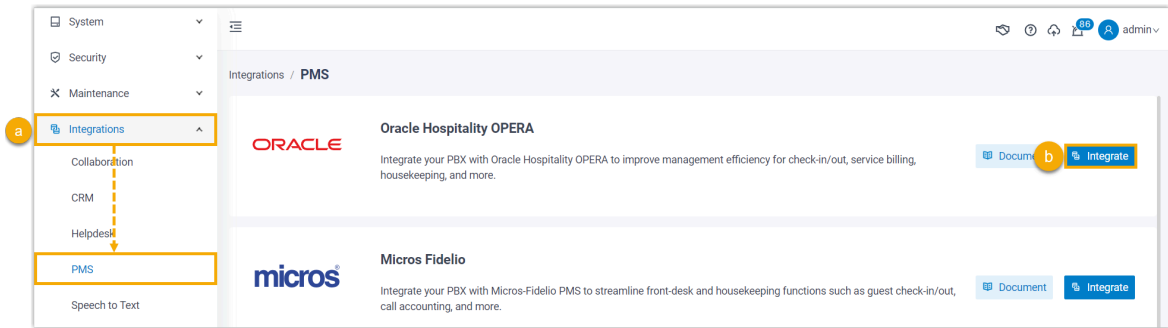 System
Security
Maintenance
a
Integrations
Collaboration
CRM
Helpdesk
PMS
Speech to Text
86
admin
Integrations / PMS
ORACLE
Oracle Hospitality OPERA
Integrate your PBX with Oracle Hospitality OPERA to improve management efficiency for check-in/out, service billing,
housekeeping, and more.
b
Integrate
micros
Micros Fidelio
Integrate your PBX with Micros-Fidelio PMS to streamline front-desk and housekeeping functions such as guest check-in/out,
call accounting, and more.
Document
Integrate